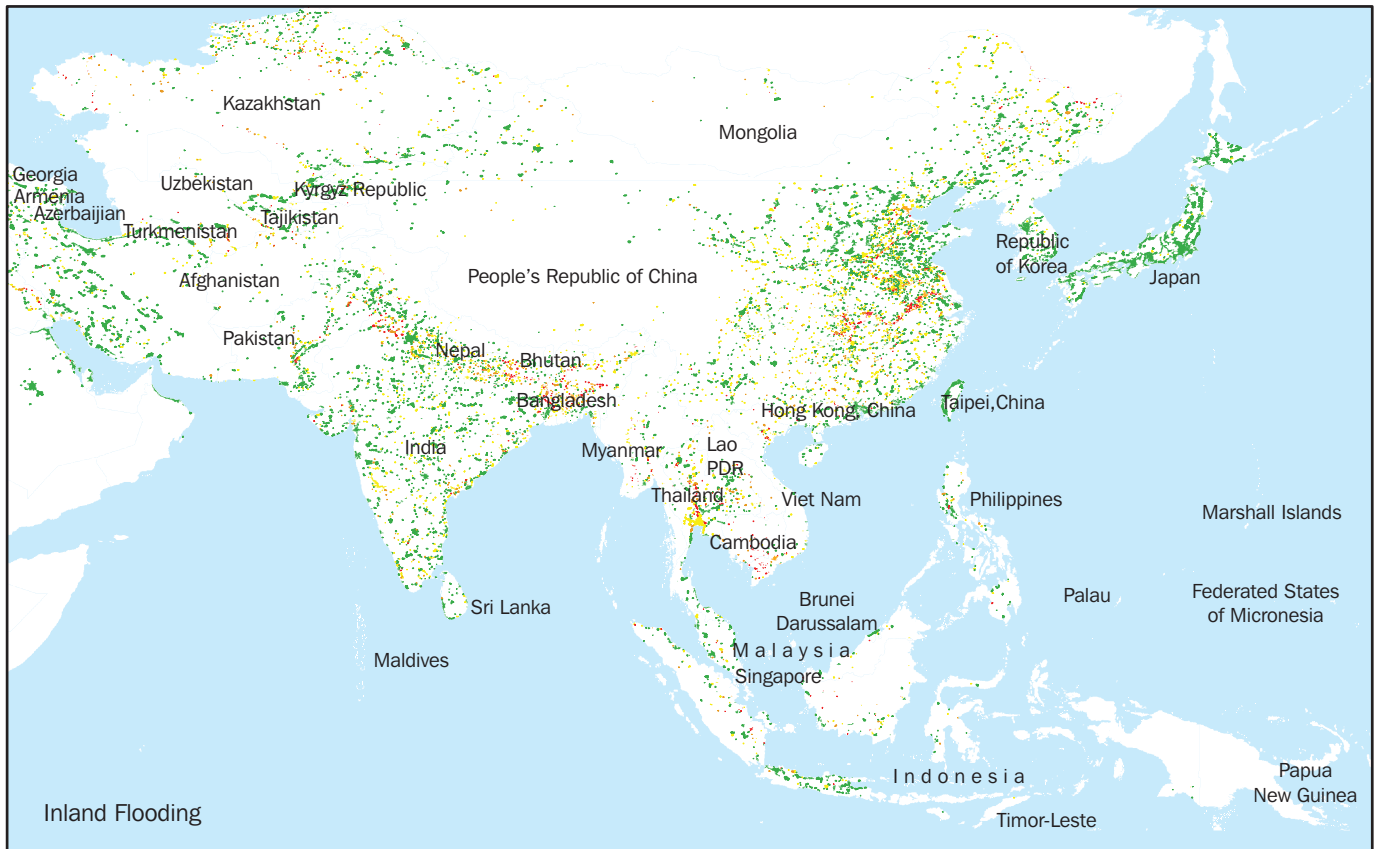 Kazakhstan
Mongolia
Georgia
Armenia
Azerbaijian
Uzbekistan
Kyrgyz Republic
Tajikistan
Turkmenistan
Republic
of Korea
Japan
Afghanistan
People's Republic of China
Pakistan
Nepal
Bhutan
Bangladesh
Hong Kong, China
Taipei,China
India
Myanmar
Lao
PDR
Thailand
Viet Nam
Philippines
Marshall Islands
Cambodia
Sri Lanka
Brunei
Darussalam
Palau
Federated States
of Micronesia
Maldives
Malaysia
Singapore
Indonesia
Papua
New Guinea
Timor-Leste
Inland Flooding